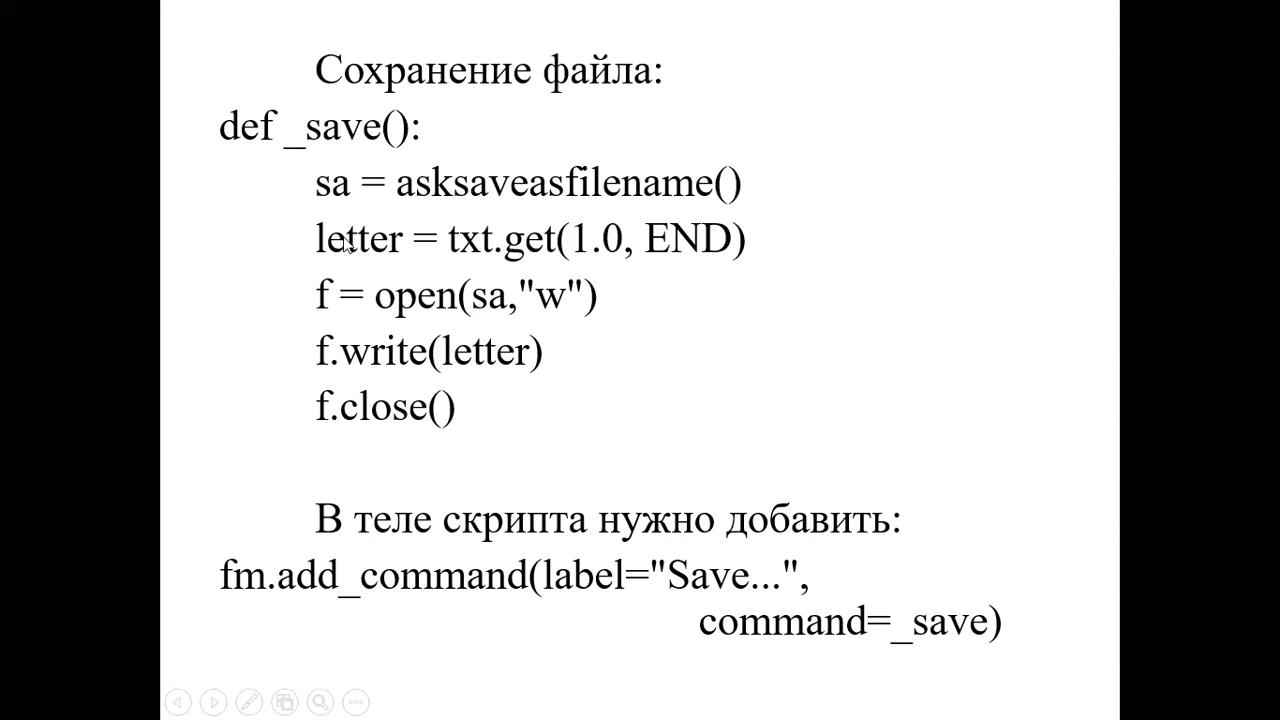 Сохранение файла:
def _save():
sa = asksaveasfilename()
letter = txt.get(1.0, END)
f = open(sa,"w")
f.write(letter)
f.close()
В теле скрипта нужно добавить:
fm.add_command(label="Save...",
command=_save)